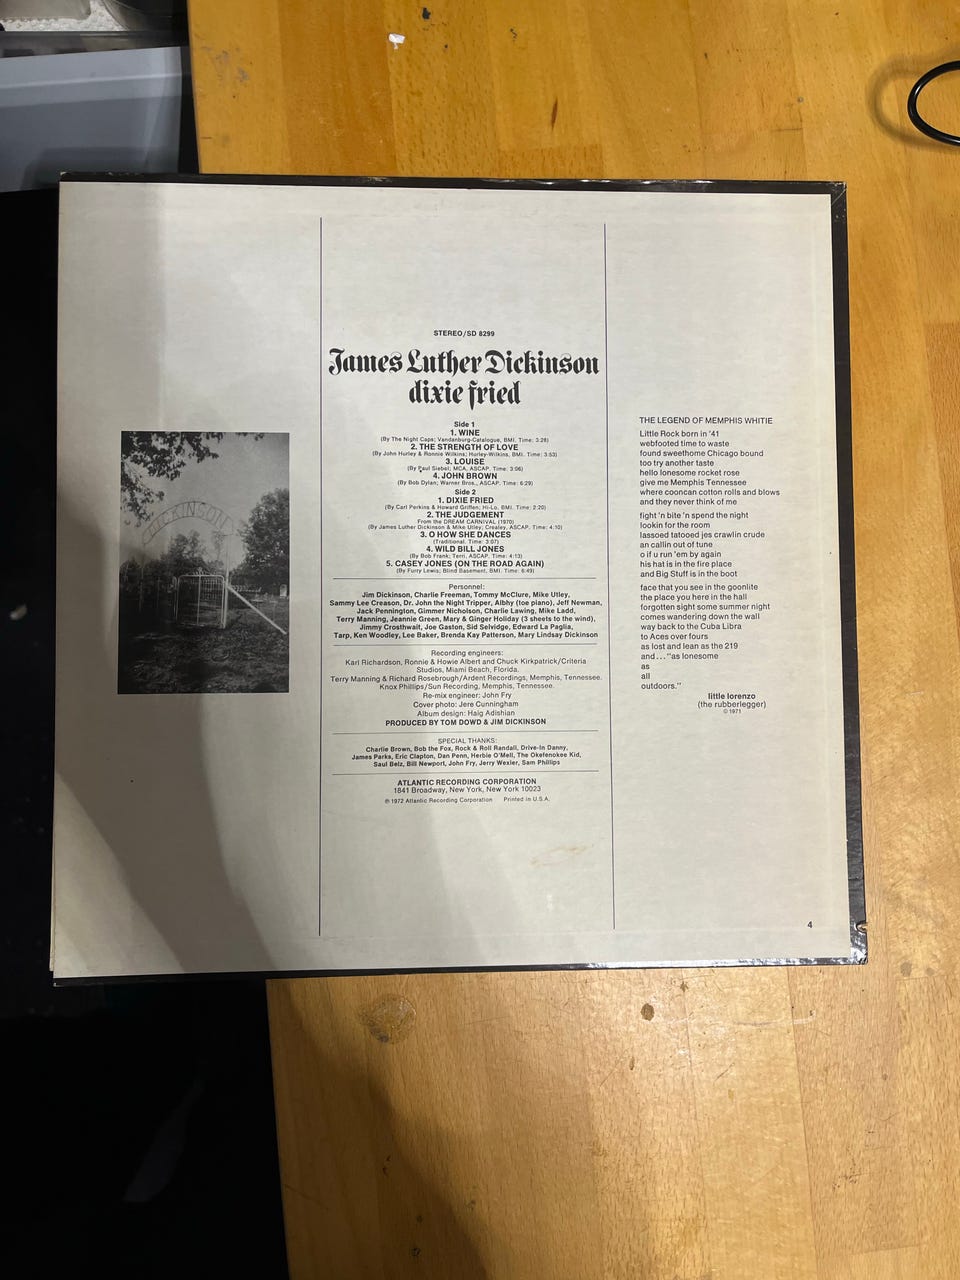 DICKINSON
STEREO/SD 8299
James Luther Dickinson
dixie fried
Side 1
1. WINE
(By The Night Caps; Vandanburg-Catalogue, BMI. Time: 3:28)
2. THE STRENGTH OF LOVE
(By John Hurley & Ronnie Wilkins; Hurley-Wilkins, BMI. Time: 3:53)
3. LOUISE
(By Paul Siebel; MCA, ASCAP. Time: 3:06)
4. JOHN BROWN
(By Bob Dylan; Warner Bros., ASCAP. Time: 6:29)
Side 2
1. DIXIE FRIED
(By Carl Perkins & Howard Griffen; Hi-Lo, BMI. Time: 2:20)
2. THE JUDGEMENT
From the DREAM CARNIVAL (1970)
(By James Luther Dickinson & Mike Utley; Crealey, ASCAP. Time: 4:10)
3. O HOW SHE DANCES
(Traditional. Time: 3:07)
4. WILD BILL JONES
(By Bob Frank; Terri, ASCAP. Time: 4:13)
5. CASEY JONES (ON THE ROAD AGAIN)
(By Furry Lewis; Blind Basement, BMI. Time: 6:49)
Personnel:
Jim Dickinson, Charlie Freeman, Tommy McClure, Mike Utley,
Sammy Lee Creason, Dr. John the Night Tripper, Albhy (toe piano), Jeff Newman,
Jack Pennington, Gimmer Nicholson, Charlie Lawing, Mike Ladd,
Terry Manning, Jeannie Green, Mary & Ginger Holiday (3 sheets to the wind),
Jimmy Crosthwait, Joe Gaston, Sid Selvidge, Edward La Paglia,
Tarp, Ken Woodley, Lee Baker, Brenda Kay Patterson, Mary Lindsay Dickinson
Recording engineers:
Karl Richardson, Ronnie & Howie Albert and Chuck Kirkpatrick/Criteria
Studios, Miami Beach, Florida.
Terry Manning & Richard Rosebrough/Ardent Recordings, Memphis, Tennessee.
Knox Phillips/Sun Recording, Memphis, Tennessee.
Re-mix engineer: John Fry
Cover photo: Jere Cunningham
Album design: Haig Adishian
PRODUCED BY TOM DOWD & JIM DICKINSON
SPECIAL THANKS:
Charlie Brown, Bob the Fox, Rock & Roll Randall, Drive-In Danny,
James Parks, Eric Clapton, Dan Penn, Herbie O'Mell, The Okefenokee Kid,
Saul Belz, Bill Newport, John Fry, Jerry Wexler, Sam Phillips
ATLANTIC RECORDING CORPORATION
1841 Broadway, New York, New York 10023
℗ 1972 Atlantic Recording Corporation Printed in U.S.A.
THE LEGEND OF MEMPHIS WHITIE
Little Rock born in '41
webfooted time to waste
found sweethome Chicago bound
too try another taste
hello lonesome rocket rose
give me Memphis Tennessee
where cooncan cotton rolls and blows
and they never think of me
fight 'n bite 'n spend the night
lookin for the room
lassoed tatooed jes crawlin crude
an callin out of tune
o if u run 'em by again
his hat is in the fire place
and Big Stuff is in the boot
face that you see in the goonlite
the place you here in the hall
forgotten sight some summer night
comes wandering down the wall
way back to the Cuba Libra
to Aces over fours
as lost and lean as the 219
and..."as lonesome
as
all
outdoors."
little lorenzo
(the rubberlegger)
© 1971
4